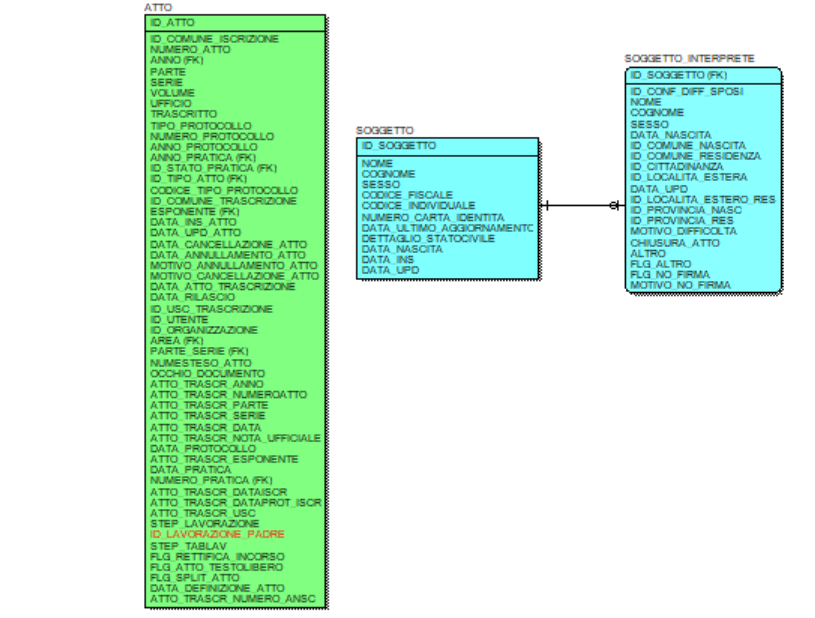 ATTO
ID_ATTO
ID_COMUNE_ISCRIZIONE
NUMERO_ATTO
ANNO (FK)
PARTE
SERIE
VOLUME
UFFICIO
TRASCRITTO
TIPO_PROTOCOLLO
NUMERO_PROTOCOLLO
ANNO_PROTOCOLLO
ANNO_PRATICA (FK)
ID_STATO_PRATICA (FK)
ID_TIPO_ATTO (FK)
CODICE_TIPO_PROTOCOLLO
ID_COMUNE_TRASCRIZIONE
ESPONENTE (FK)
DATA_INS_ATTO
DATA_UPD_ATTO
DATA_CANCELLAZIONE_ATTO
DATA_ANNULLAMENTO_ATTO
MOTIVO_ANNULLAMENTO_ATTO
MOTIVO_CANCELLAZIONE_ATTO
DATA_ATTO_TRASCRIZIONE
DATA_RILASCIO
ID_USC_TRASCRIZIONE
ID_UTENTE
ID_ORGANIZZAZIONE
AREA (FK)
PARTE_SERIE (FK)
NUMESTESO_ATTO
OCCHIO_DOCUMENTO
ATTO_TRASCR_ANNO
ATTO_TRASCR_NUMEROATTO
ATTO_TRASCR_PARTE
ATTO_TRASCR_SERIE
ATTO_TRASCR_DATA
ATTO_TRASCR_NOTA_UFFICIALE
DATA_PROTOCOLLO
ATTO_TRASCR_ESPONENTE
DATA_PRATICA
NUMERO_PRATICA (FK)
ATTO_TRASCR_DATAISCR
ATTO_TRASCR_DATAPROT_ISCR
ATTO_TRASCR_USC
STEP_LAVORAZIONE
ID_LAVORAZIONE_PADRE
STEP_TABLAV
FLG_RETTIFICA_INCORSO
FLG_ATTO_TESTOLIBERO
FLG_SPLIT_ATTO
DATA_DEFINIZIONE_ATTO
ATTO_TRASCR_NUMERO_ANSC
SOGGETTO
ID_SOGGETTO
NOME
COGNOME
SESSO
CODICE_FISCALE
CODICE_INDIVIDUALE
NUMERO_CARTA_IDENTITA
DATA_ULTIMO_AGGIORNAMENTO
DETTAGLIO_STATOCIVILE
DATA_NASCITA
DATA_INS
DATA_UPD
SOGGETTO_INTERPRETE
ID_SOGGETTO (FK)
ID_CONF_DIFF_SPOSI
NOME
COGNOME
SESSO
DATA_NASCITA
ID_COMUNE_NASCITA
ID_COMUNE_RESIDENZA
ID_CITTADINANZA
ID_LOCALITA_ESTERA
DATA_UPD
ID_LOCALITA_ESTERO_RES
ID_PROVINCIA_NASC
ID_PROVINCIA_RES
MOTIVO_DIFFICOLTA
CHIUSURA_ATTO
ALTRO
FLG_ALTRO
FLG_NO_FIRMA
MOTIVO_NO_FIRMA